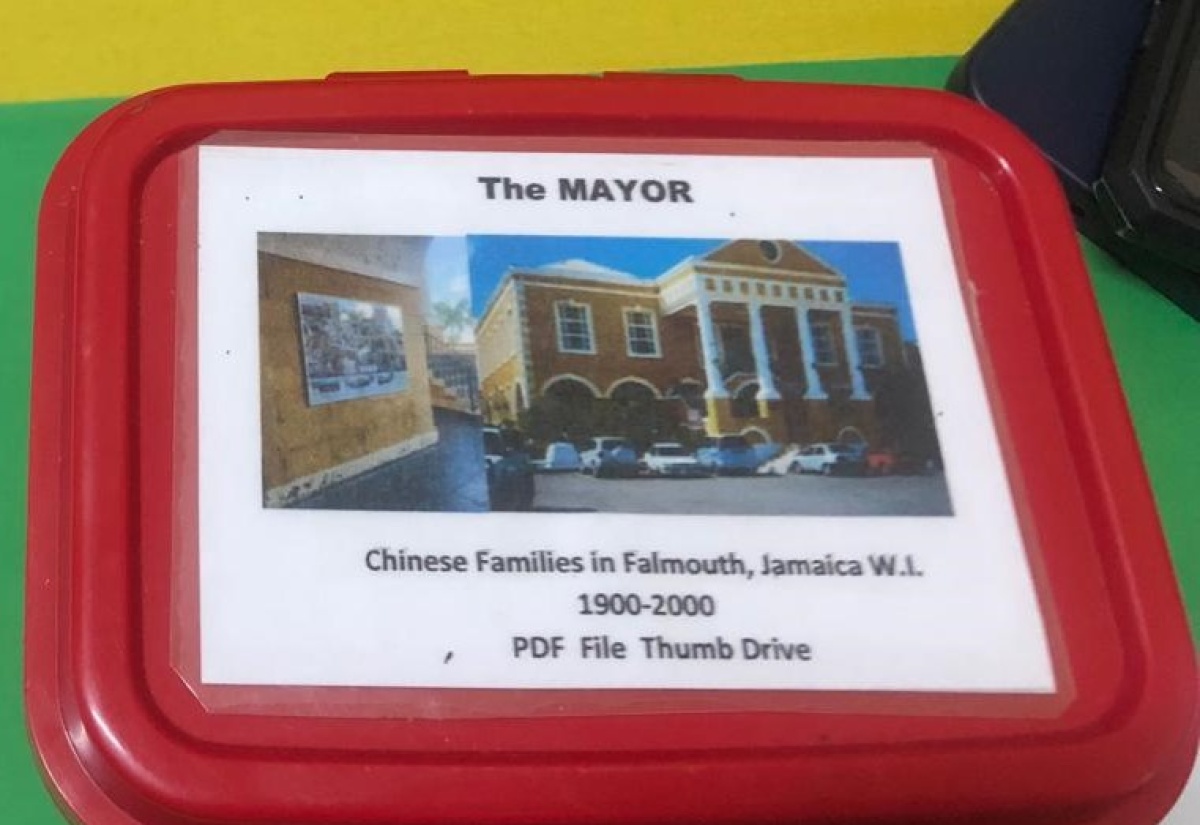 The MAYOR
Chinese Families in Falmouth, Jamaica W.I.
1900-2000
, PDF File Thumb Drive